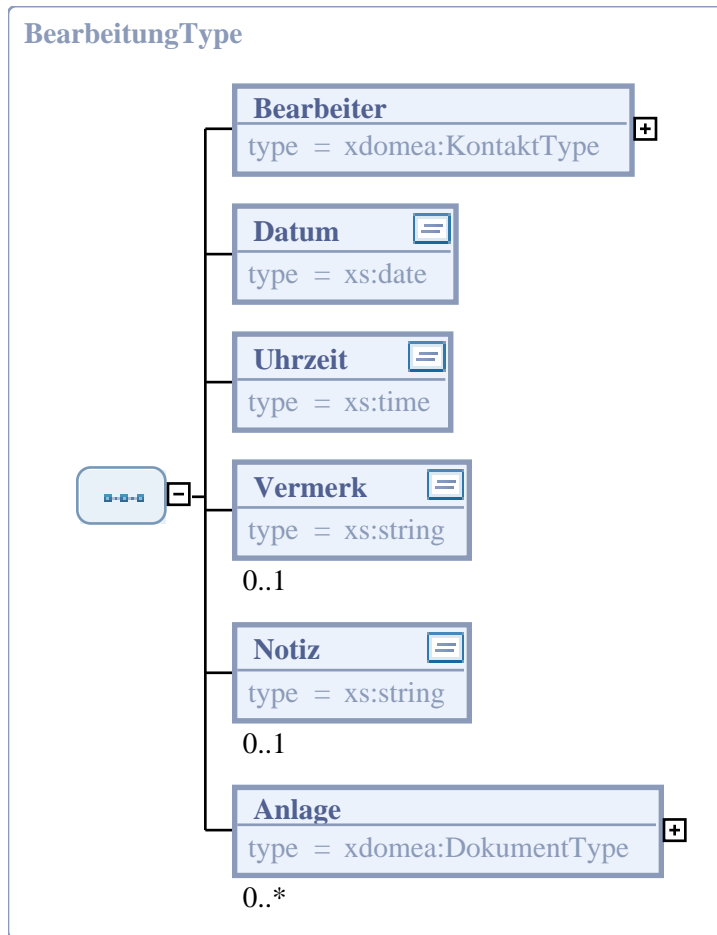 BearbeitungType
Bearbeiter
type = xdomea:KontaktType
Datum
type = xs:date
Uhrzeit
type = xs:time
Vermerk
type = xs:string
0..1
Notiz
type = xs:string
0..1
Anlage
type = xdomea:DokumentType
0..*